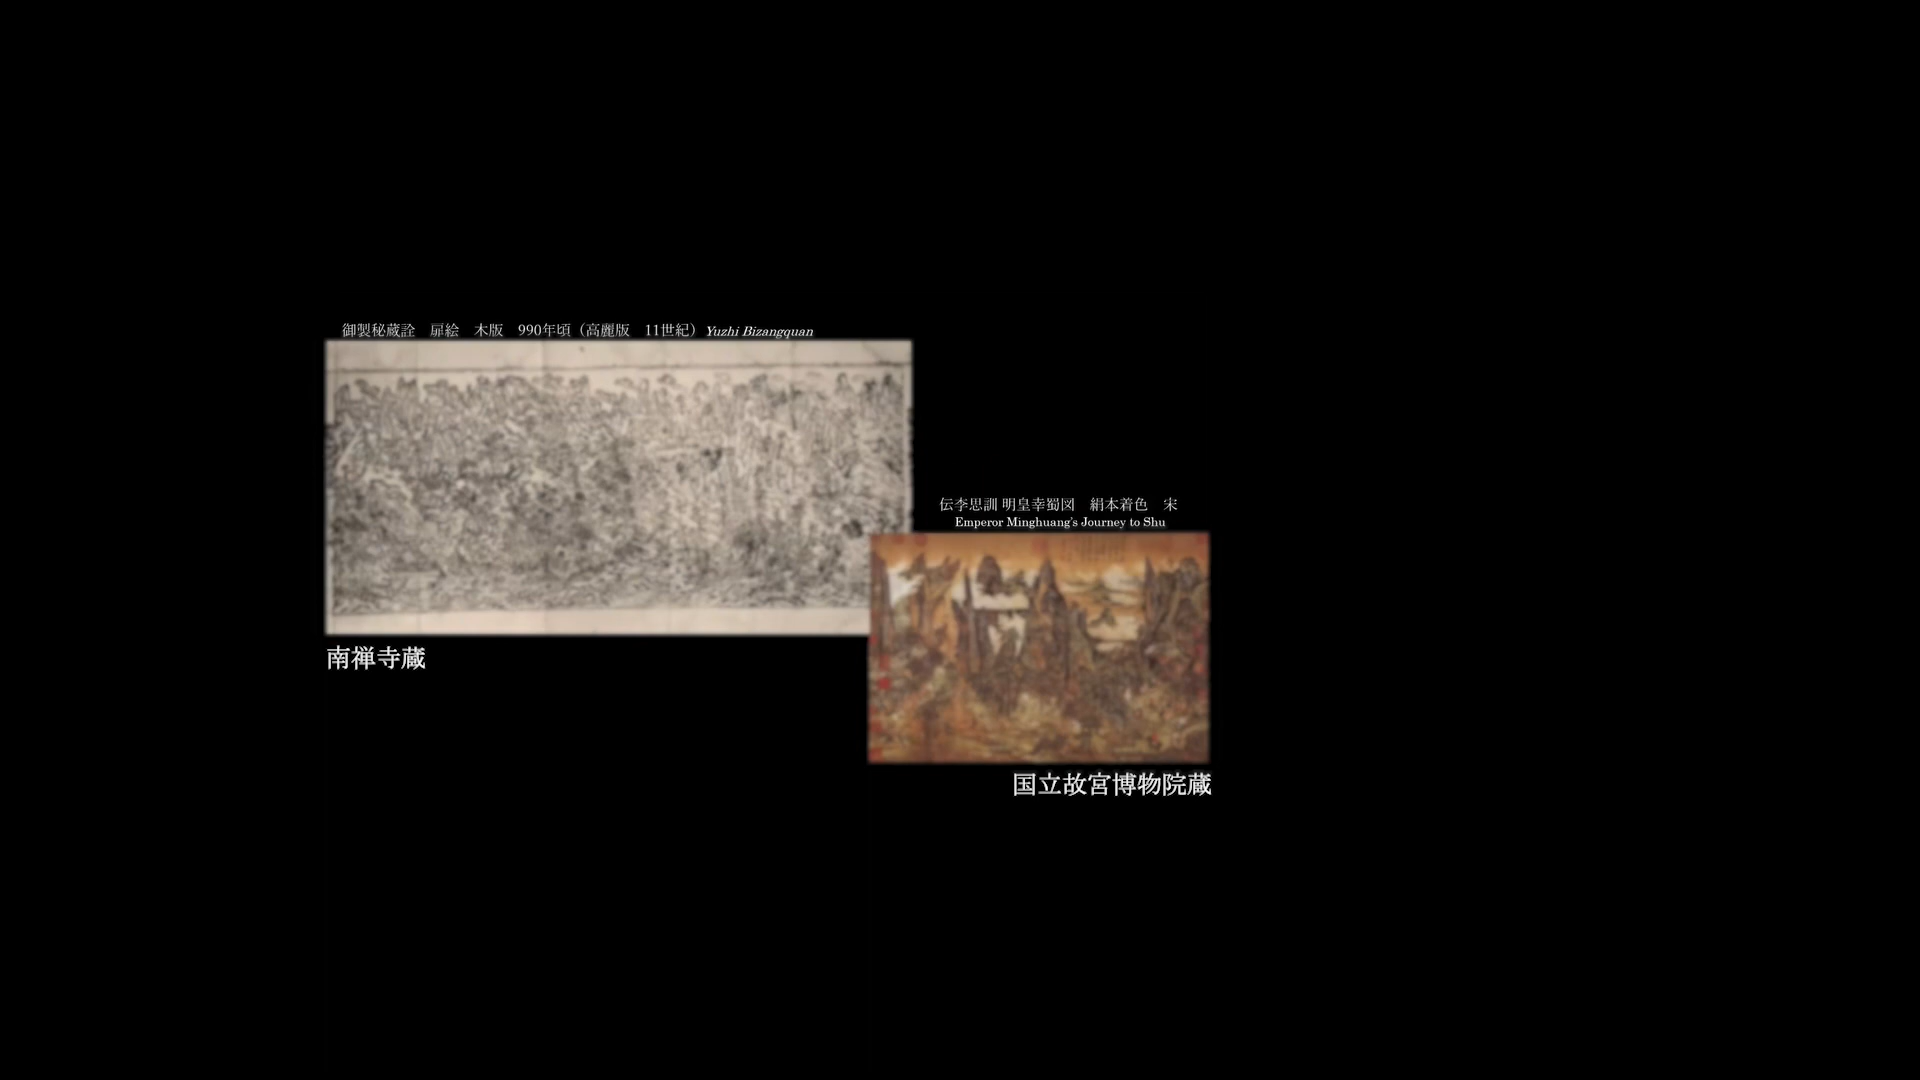 御製秘蔵詮　扉絵　木版　990年頃（高麗版　11世紀）Yuzhi Bizangquan
南禅寺蔵
伝李思訓 明皇幸蜀図　絹本着色　宋
Emperor Minghuang's Journey to Shu
国立故宮博物院蔵